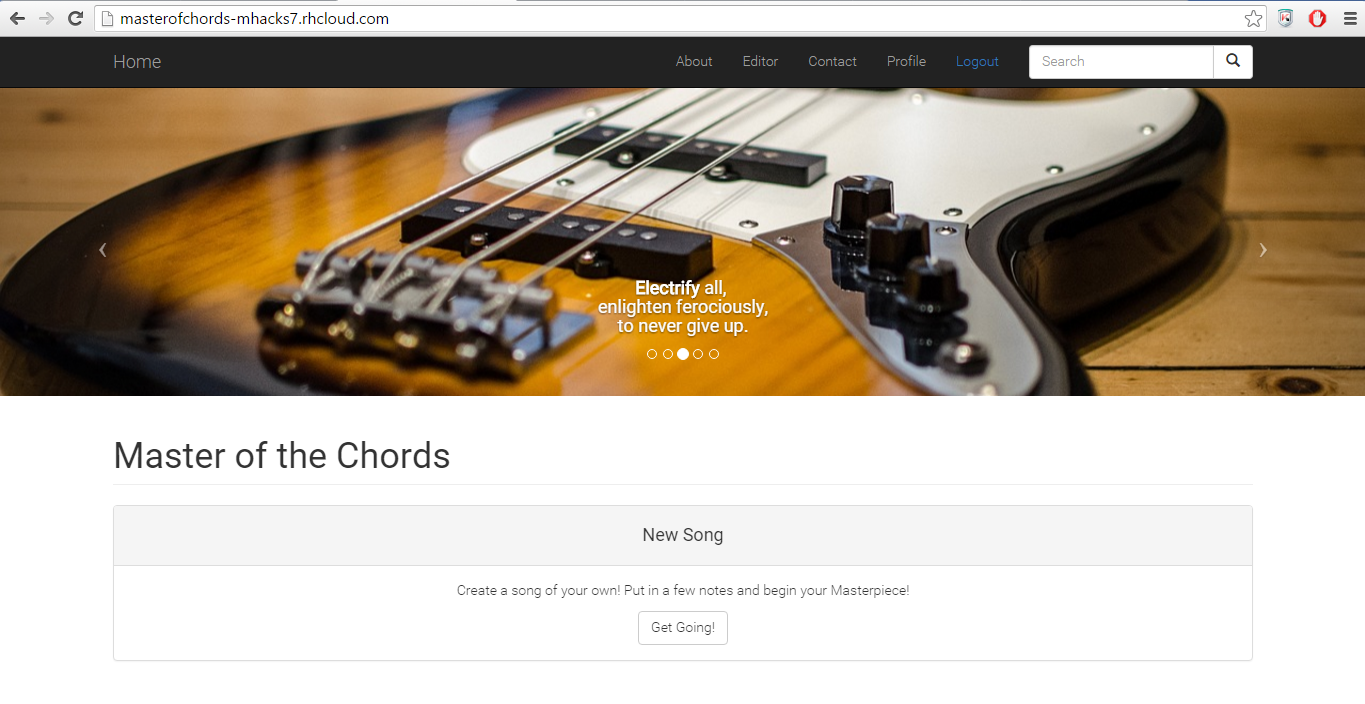 masterofchords-mhacks7.rhcloud.com
Home About Editor Contact Profile Logout Search
Electrify all,
enlighten ferociously,
to never give up.
Master of the Chords
New Song
Create a song of your own! Put in a few notes and begin your Masterpiece!
Get Going!